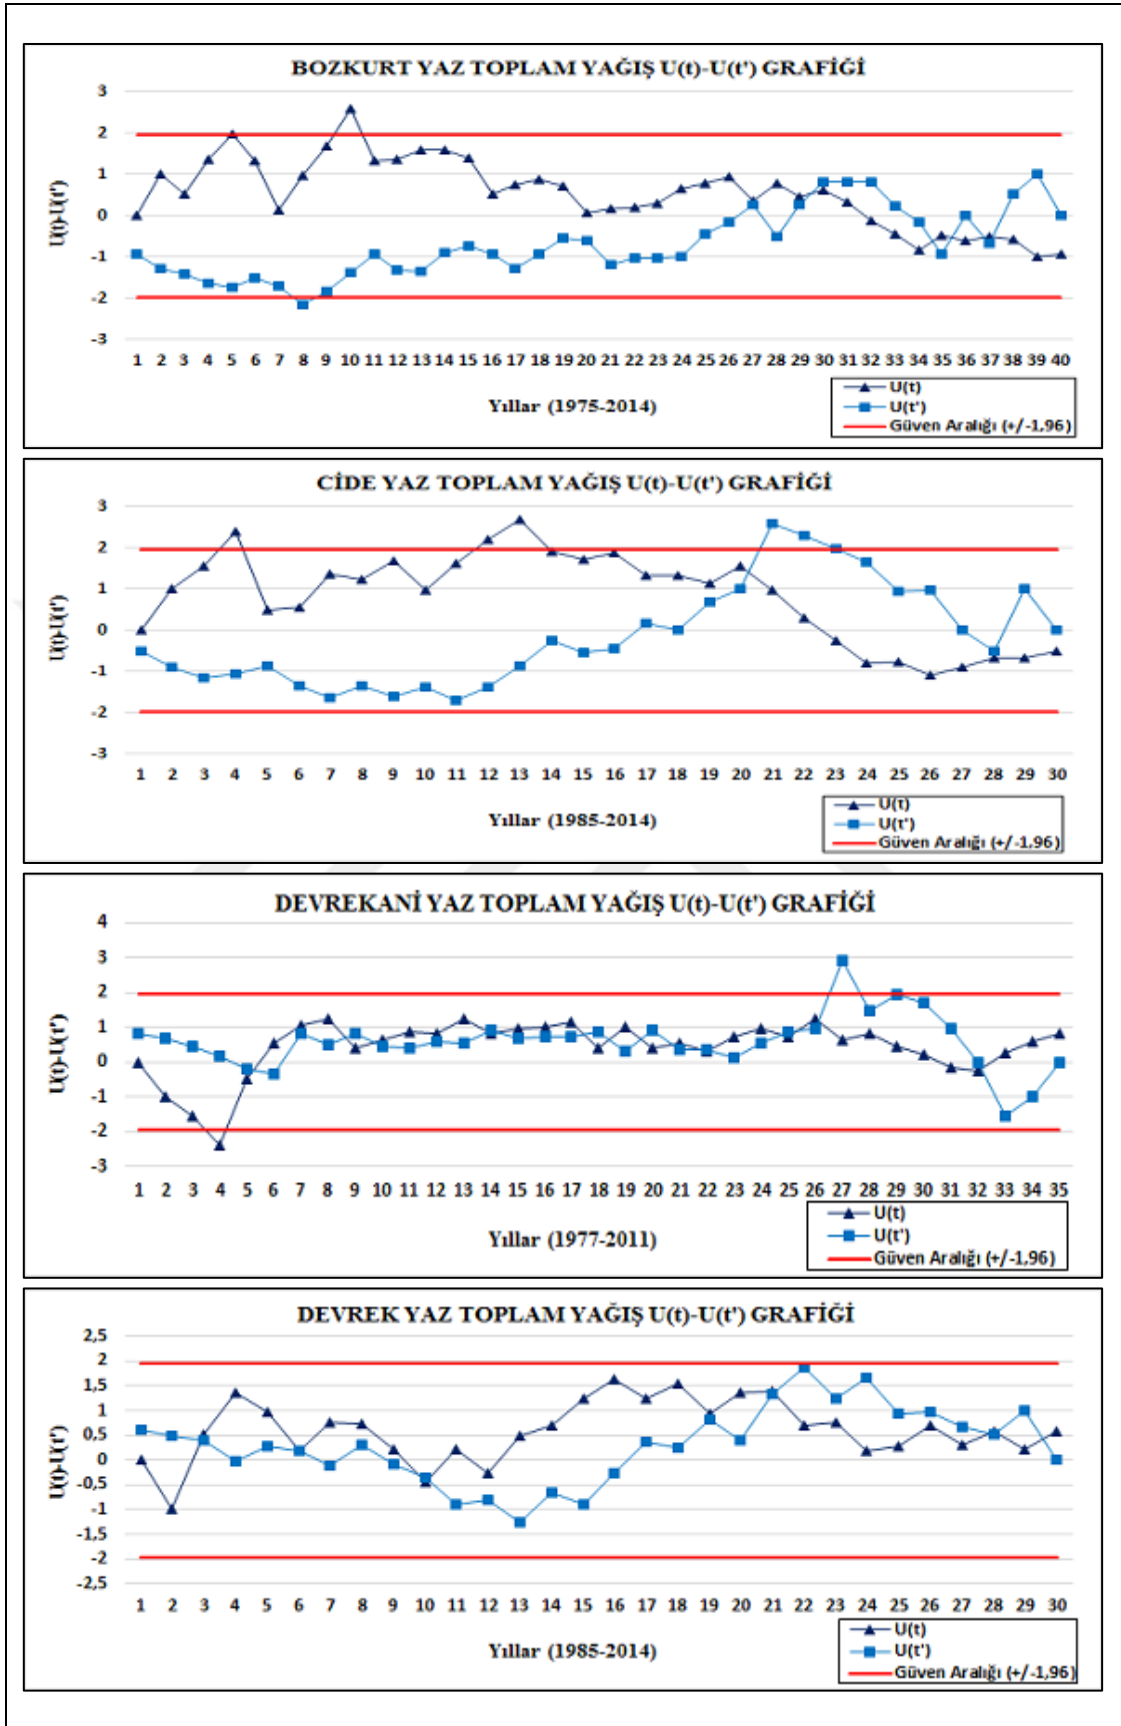 BOZKURT YAZ TOPLAM YAĞIŞ U(t)-U(t') GRAFİĞİ
3
2
1
0
-1
-2
-3
U(t)-U(t')
1 2 3 4 5 6 7 8 9 10 11 12 13 14 15 16 17 18 19 20 21 22 23 24 25 26 27 28 29 30 31 32 33 34 35 36 37 38 39 40
Yıllar (1975-2014)
U(t)
U(t')
Güven Aralığı (+/-1,96)
CİDE YAZ TOPLAM YAĞIŞ U(t)-U(t') GRAFİĞİ
3
2
1
0
-1
-2
-3
U(t)-U(t')
1 2 3 4 5 6 7 8 9 10 11 12 13 14 15 16 17 18 19 20 21 22 23 24 25 26 27 28 29 30
Yıllar (1985-2014)
U(t)
U(t')
Güven Aralığı (+/-1,96)
DEVREKANİ YAZ TOPLAM YAĞIŞ U(t)-U(t') GRAFİĞİ
4
3
2
1
0
-1
-2
-3
U(t)-U(t')
1 2 3 4 5 6 7 8 9 10 11 12 13 14 15 16 17 18 19 20 21 22 23 24 25 26 27 28 29 30 31 32 33 34 35
Yıllar (1977-2011)
U(t)
U(t')
Güven Aralığı (+/-1,96)
DEVREK YAZ TOPLAM YAĞIŞ U(t)-U(t') GRAFİĞİ
2,5
2
1,5
1
0,5
0
-0,5
-1
-1,5
-2
-2,5
U(t)-U(t')
1 2 3 4 5 6 7 8 9 10 11 12 13 14 15 16 17 18 19 20 21 22 23 24 25 26 27 28 29 30
Yıllar (1985-2014)
U(t)
U(t')
Güven Aralığı (+/-1,96)